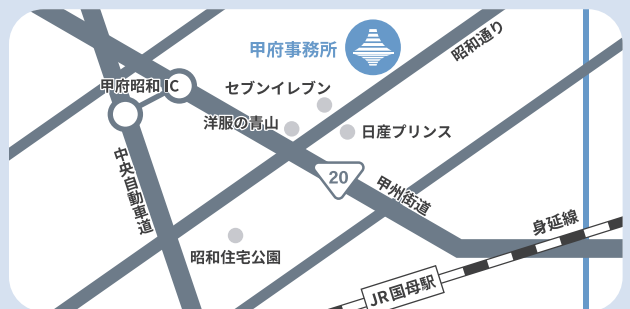 甲府事務所
昭和通り
甲府昭和 IC
セブンイレブン
洋服の青山
日産プリンス
中央自動車道
20
甲州街道
身延線
昭和住宅公園
JR国母駅